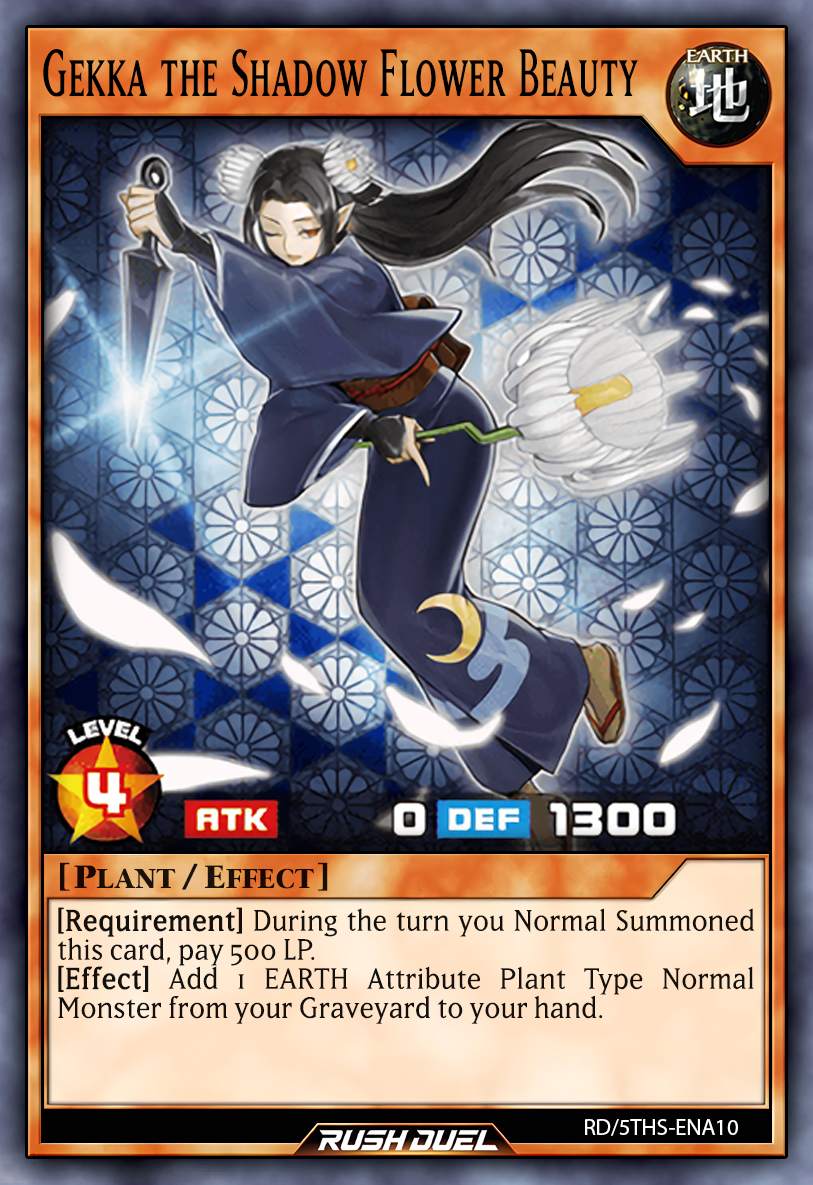 Gekka the Shadow Flower Beauty
EARTH
地
LEVEL
4
ATK 0 DEF 1300
[Plant / Effect]
[Requirement] During the turn you Normal Summoned
this card, pay 500 LP.
[Effect] Add 1 EARTH Attribute Plant Type Normal
Monster from your Graveyard to your hand.
RD/5THS-ENA10
RUSH DUEL